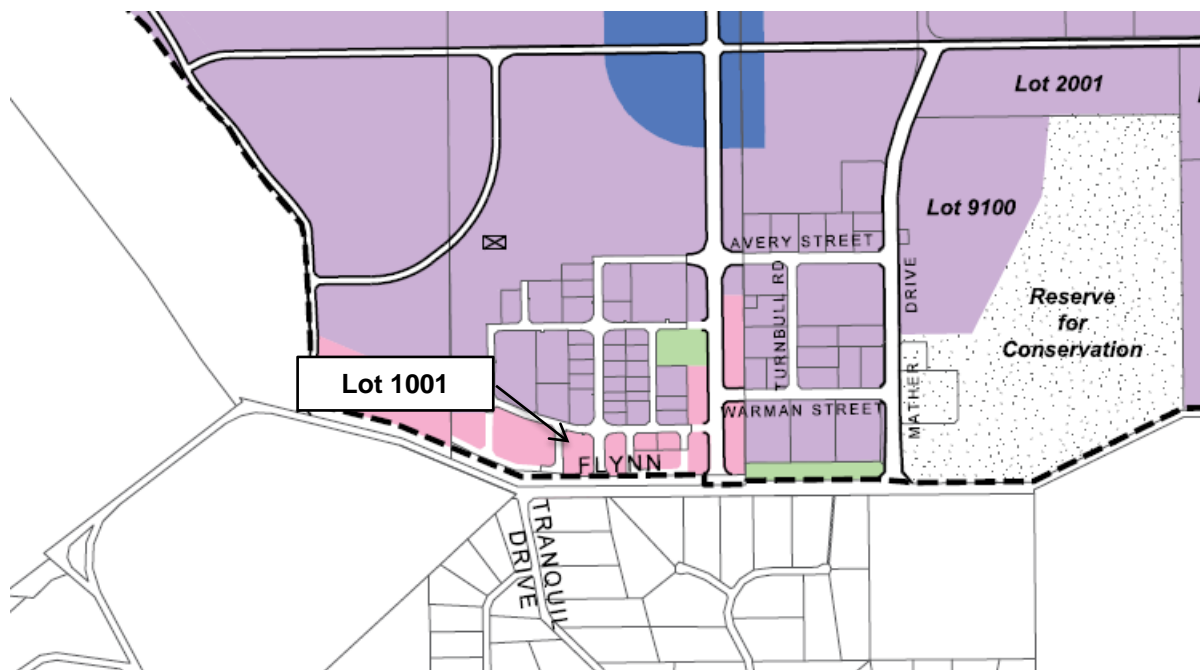 Lot 2001
Lot 9100
AVERY STREET
TURNBULL RD
DRIVE
MATHER
Reserve
for
Conservation
Lot 1001
WARMAN STREET
FLYNN
TRANQUIL
DRIVE